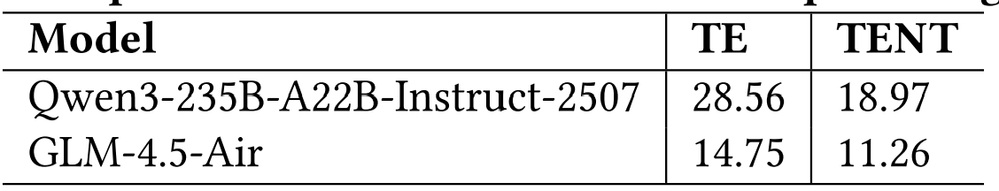 Model TE TENT
Qwen3-235B-A22B-Instruct-2507 28.56 18.97
GLM-4.5-Air 14.75 11.26